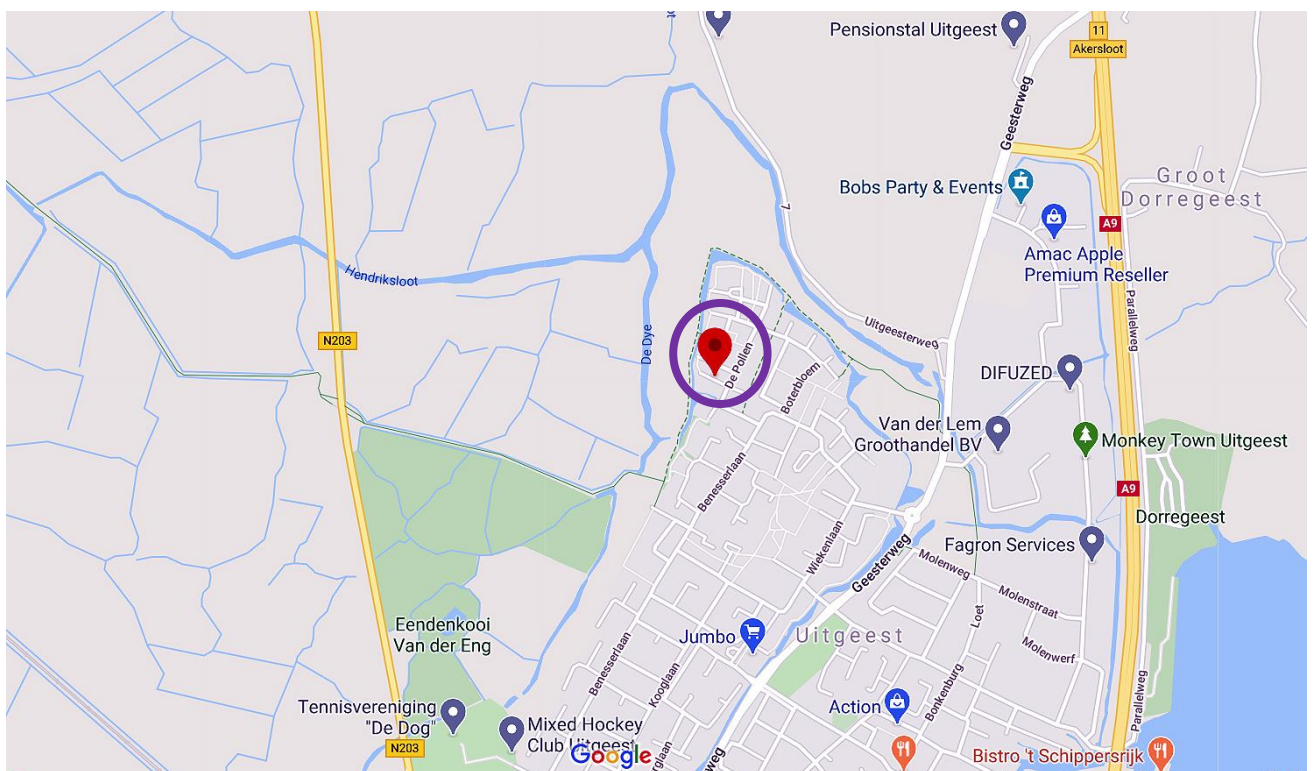 Pensionstal Uitgeest
11
Akersloot
Geesterweg
Groot
Dorregeest
Bobs Party & Events
7
A9
Amac Apple
Premium Reseller
Hendriksloot
Parallelweg
Uitgeesterweg
N203
De Dye
De Pollen
DIFUZED
Boterbloem
Van der Lem
Groothandel BV
Monkey Town Uitgeest
Benesserlaan
A9
Dorregeest
Wiekenlaan
Geesterweg
Fagron Services
Molenweg
Molenstraat
Loet
Eendenkooi
Van der Eng
Jumbo
Uitgeest
Molenwerf
Benesserlaan
Kooglaan
Bonkenburg
Parallelweg
Tennisvereniging
"De Dog"
Action
Mixed Hockey
Club Uitgeest
N203
Google
Bistro 't Schippersrijk